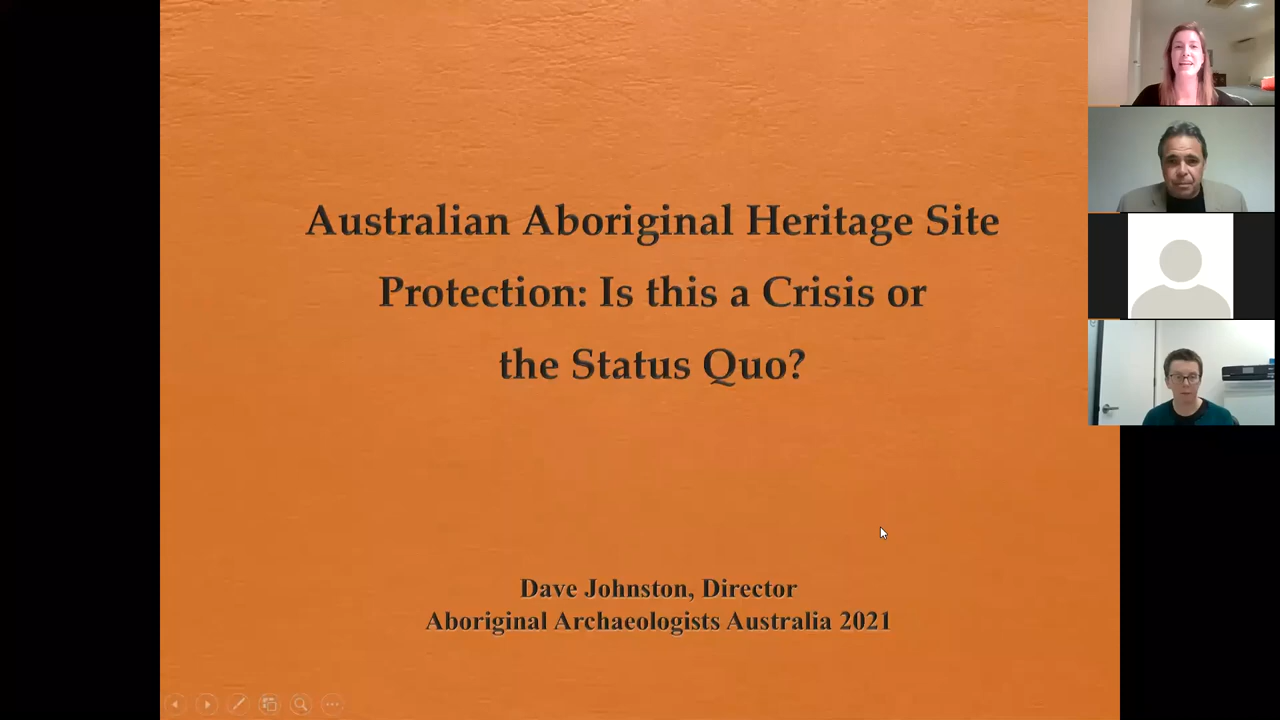 Australian Aboriginal Heritage Site
Protection: Is this a Crisis or
the Status Quo?
Dave Johnston, Director
Aboriginal Archaeologists Australia 2021